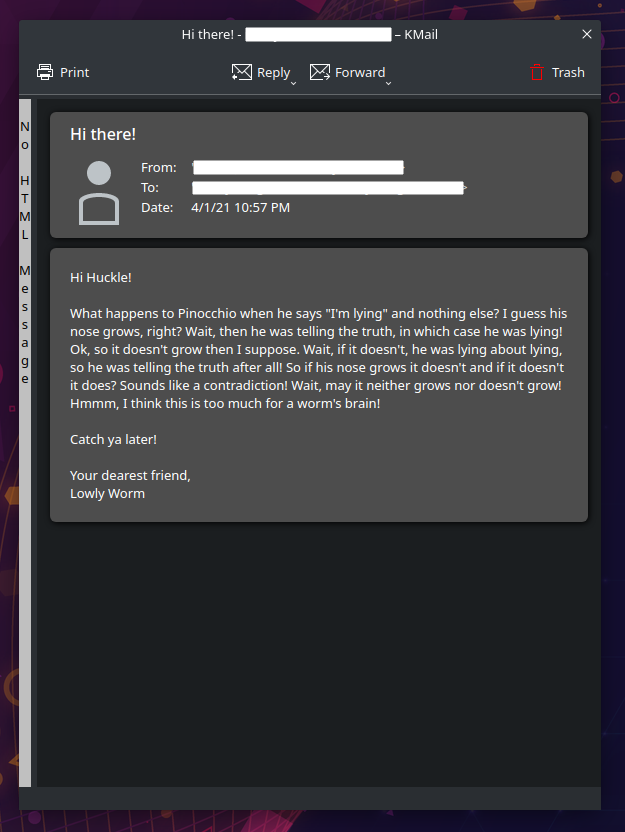 Hi there! - – KMail
Print Reply Forward Trash
No HTML Message
Hi there!
From:
To: >
Date: 4/1/21 10:57 PM
Hi Huckle!
What happens to Pinocchio when he says "I'm lying" and nothing else? I guess his
nose grows, right? Wait, then he was telling the truth, in which case he was lying!
Ok, so it doesn't grow then I suppose. Wait, if it doesn't, he was lying about lying,
so he was telling the truth after all! So if his nose grows it doesn't and if it doesn't
it does? Sounds like a contradiction! Wait, may it neither grows nor doesn't grow!
Hmmm, I think this is too much for a worm's brain!
Catch ya later!
Your dearest friend,
Lowly Worm